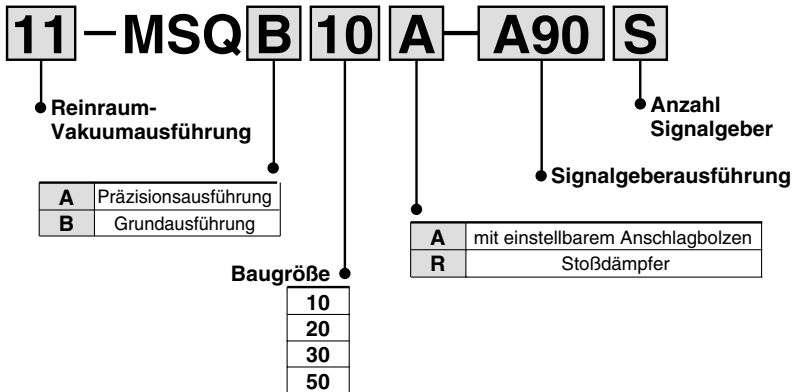 11 – MSQ B 10 A – A90 S
Reinraum-
Vakuumausführung
Anzahl
Signalgeber
Signalgeberausführung
A Präzisionsausführung
B Grundausführung
A mit einstellbarem Anschlagbolzen
R Stoßdämpfer
Baugröße
10
20
30
50